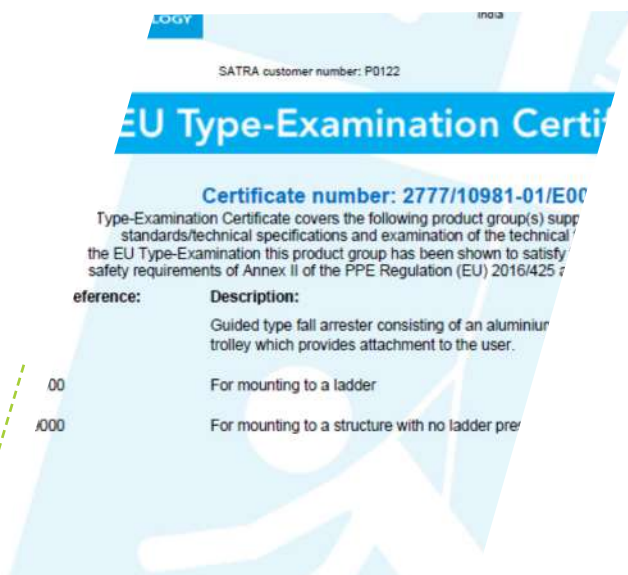 LOGY
India
SATRA customer number: P0122
EU Type-Examination Certif
Certificate number: 2777/10981-01/E00
Type-Examination Certificate covers the following product group(s) supp
standards/technical specifications and examination of the technical
the EU Type-Examination this product group has been shown to satisfy
safety requirements of Annex II of the PPE Regulation (EU) 2016/425 a
eference: Description:
Guided type fall arrester consisting of an aluminium
trolley which provides attachment to the user.
00 For mounting to a ladder
000 For mounting to a structure with no ladder pres